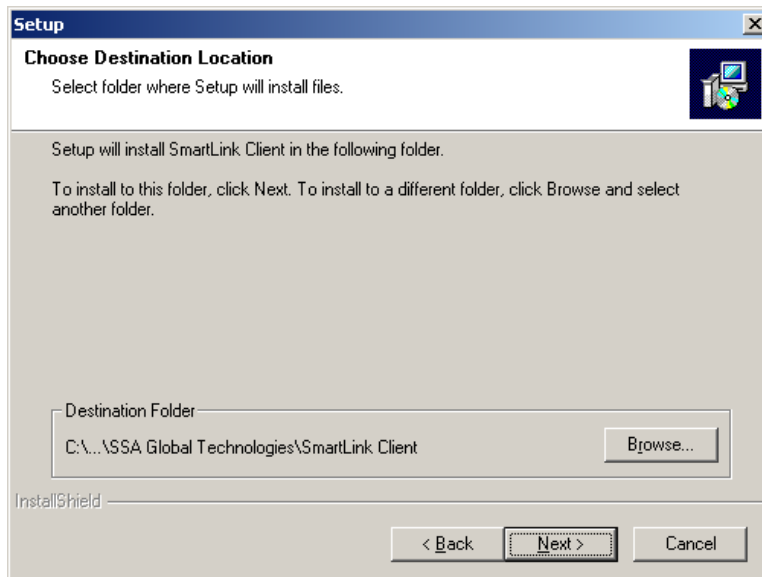 Setup
Choose Destination Location
Select folder where Setup will install files.
Setup will install SmartLink Client in the following folder.
To install to this folder, click Next. To install to a different folder, click Browse and select
another folder.
Destination Folder
C:\...\SSA Global Technologies\SmartLink Client
Browse...
InstallShield
< Back
Next >
Cancel